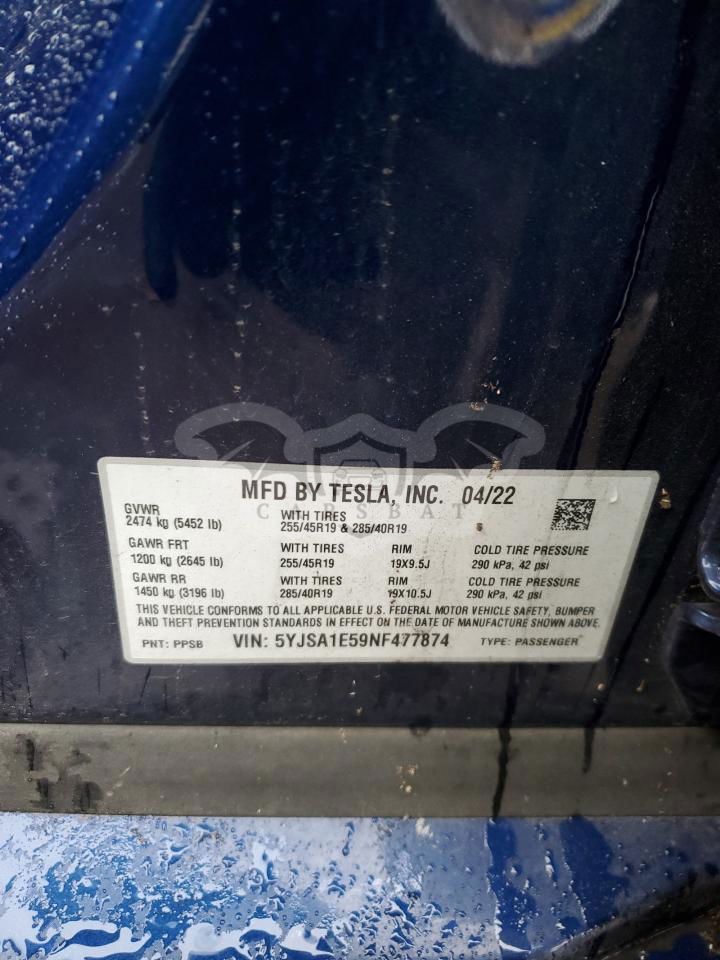 MFD BY TESLA, INC. 04/22
CARSBAT
GVWR
2474 kg (5452 lb)
WITH TIRES
255/45R19 & 285/40R19
GAWR FRT
1200 kg (2645 lb)
WITH TIRES
255/45R19
RIM
19X9.5J
COLD TIRE PRESSURE
290 kPa, 42 psi
GAWR RR
1450 kg (3196 lb)
WITH TIRES
285/40R19
RIM
19X10.5J
COLD TIRE PRESSURE
290 kPa, 42 psi
THIS VEHICLE CONFORMS TO ALL APPLICABLE U.S. FEDERAL MOTOR VEHICLE SAFETY, BUMPER
AND THEFT PREVENTION STANDARDS IN EFFECT ON THE DATE OF MANUFACTURE SHOWN ABOVE.
PNT: PPSB VIN: 5YJSA1E59NF477874 TYPE: PASSENGER